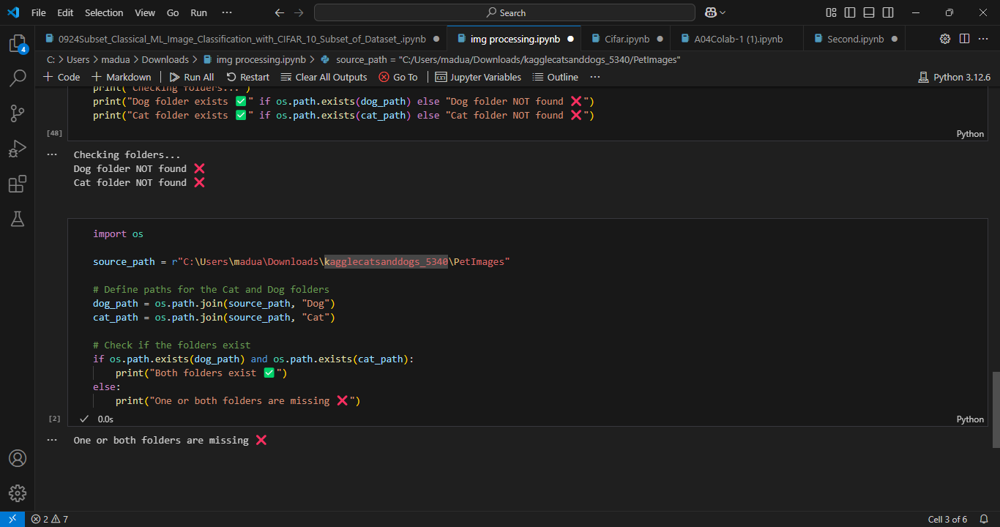 File Edit Selection View Go Run ··· Search
0924Subset_Classical_ML_Image_Classification_with_CIFAR_10_Subset_of_Dataset_.ipynb img processing.ipynb Cifar.ipynb A04Colab-1 (1).ipynb Second.ipynb
4
C: > Users > madua > Downloads > img processing.ipynb > source_path = "C:/Users/madua/Downloads/kagglecatsanddogs_5340/PetImages"
+ Code + Markdown Run All Restart Clear All Outputs Go To Jupyter Variables Outline ··· Python 3.12.6
print("Checking folders...")
print("Dog folder exists ✅" if os.path.exists(dog_path) else "Dog folder NOT found ❌")
print("Cat folder exists ✅" if os.path.exists(cat_path) else "Cat folder NOT found ❌")
[48] Python
Checking folders...
Dog folder NOT found ❌
Cat folder NOT found ❌
import os
source_path = r"C:\Users\madua\Downloads\kagglecatsanddogs_5340\PetImages"
# Define paths for the Cat and Dog folders
dog_path = os.path.join(source_path, "Dog")
cat_path = os.path.join(source_path, "Cat")
# Check if the folders exist
if os.path.exists(dog_path) and os.path.exists(cat_path):
print("Both folders exist ✅")
else:
print("One or both folders are missing ❌")
[2] ✓ 0.0s Python
One or both folders are missing ❌
2 7 Cell 3 of 6